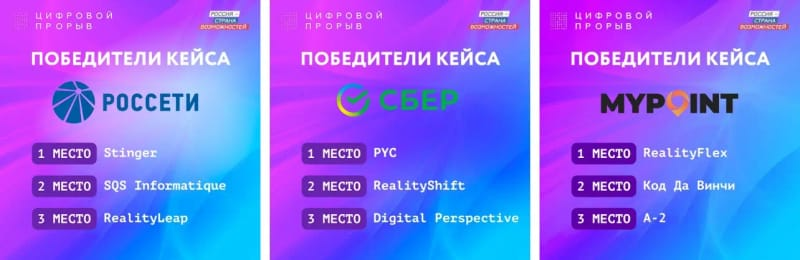 ЦИФРОВОЙ
ПРОРЫВ
РОССИЯ –
СТРАНА
ВОЗМОЖНОСТЕЙ
ПОБЕДИТЕЛИ КЕЙСА
РОССЕТИ
1 МЕСТО Stinger
2 МЕСТО SQS Informatique
3 МЕСТО RealityLeap
ЦИФРОВОЙ
ПРОРЫВ
РОССИЯ –
СТРАНА
ВОЗМОЖНОСТЕЙ
ПОБЕДИТЕЛИ КЕЙСА
СБЕР
1 МЕСТО РУС
2 МЕСТО RealityShift
3 МЕСТО Digital Perspective
ЦИФРОВОЙ
ПРОРЫВ
РОССИЯ –
СТРАНА
ВОЗМОЖНОСТЕЙ
ПОБЕДИТЕЛИ КЕЙСА
MYPOINT
1 МЕСТО RealityFlex
2 МЕСТО Код Да Винчи
3 МЕСТО А-2